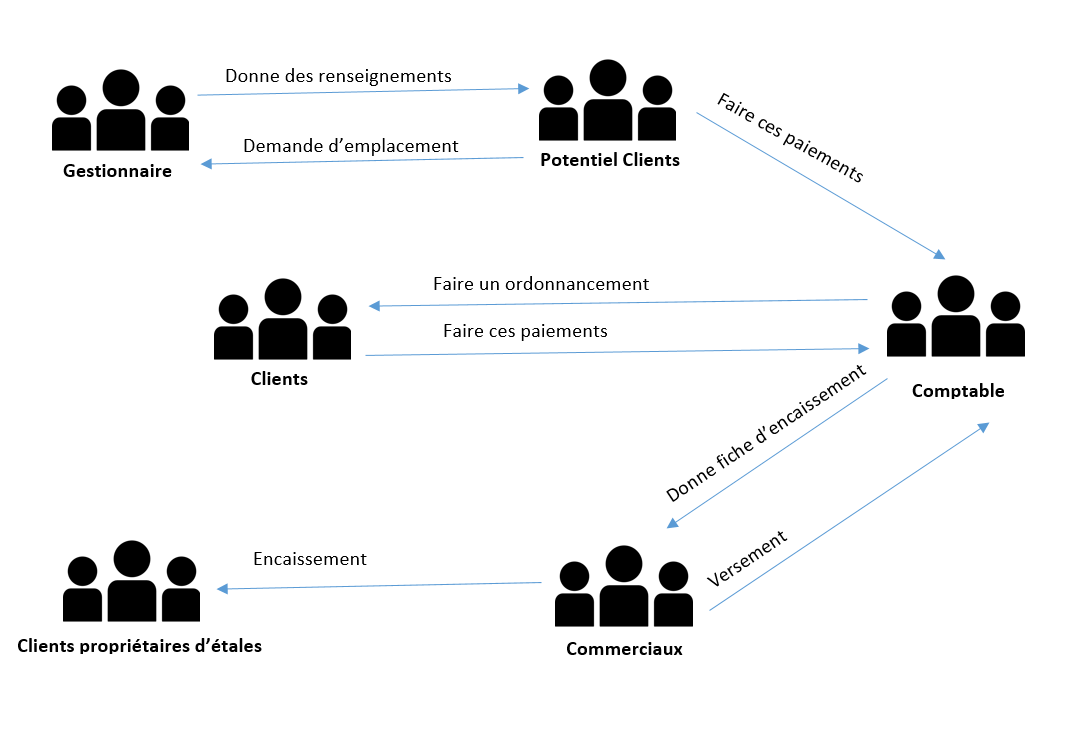 Donne des renseignements
Demande d’emplacement
Gestionnaire
Potentiel Clients
Faire ces paiements
Faire un ordonnancement
Faire ces paiements
Clients
Comptable
Donne fiche d’encaissement
Versement
Encaissement
Clients propriétaires d’étales
Commerciaux